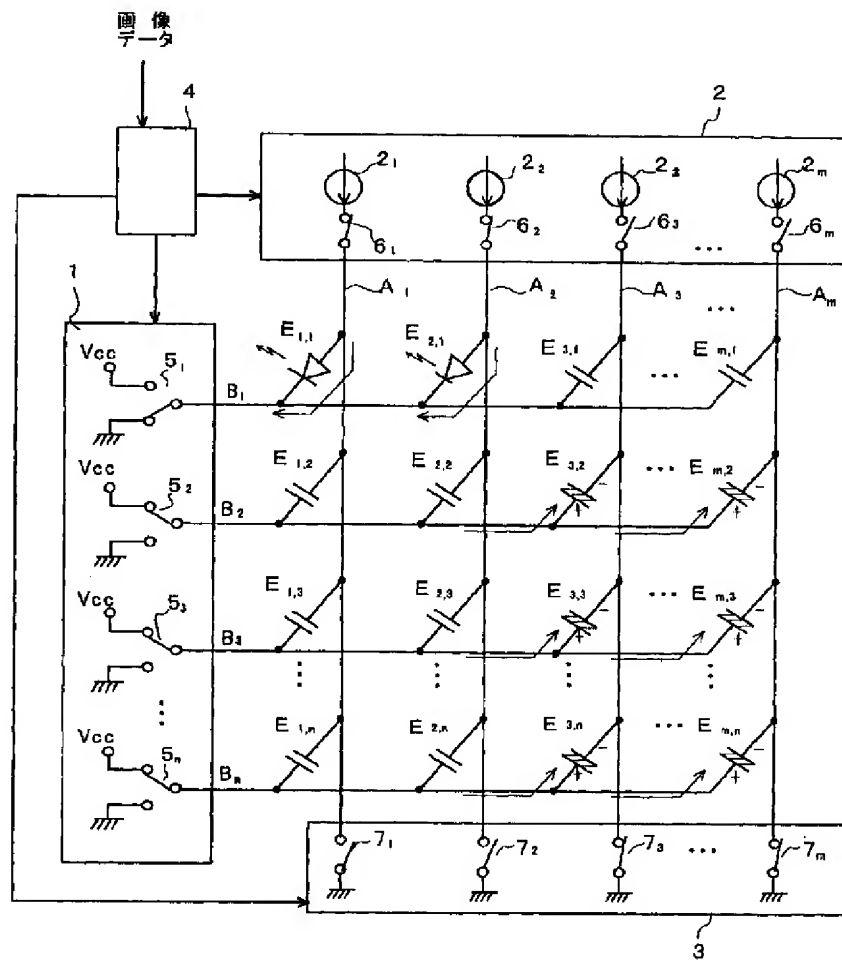 画像
データ
4
2
2₁ 2₂ 2₃ 2ₘ
6₁ 6₂ 6₃ ... 6ₘ
1
A₁ A₂ A₃ ... Aₘ
Vcc 5₁ B₁ E₁,₁ E₂,₁ E₃,₁ ... Eₘ,₁
Vcc 5₂ B₂ E₁,₂ E₂,₂ E₃,₂ ... Eₘ,₂
− −
+ +
Vcc 5₃ B₃ E₁,₃ E₂,₃ E₃,₃ ... Eₘ,₃
− −
+ +
Vcc 5ₙ Bₙ E₁,ₙ E₂,ₙ E₃,ₙ ... Eₘ,ₙ
− −
+ +
7₁ 7₂ 7₃ ... 7ₘ
3